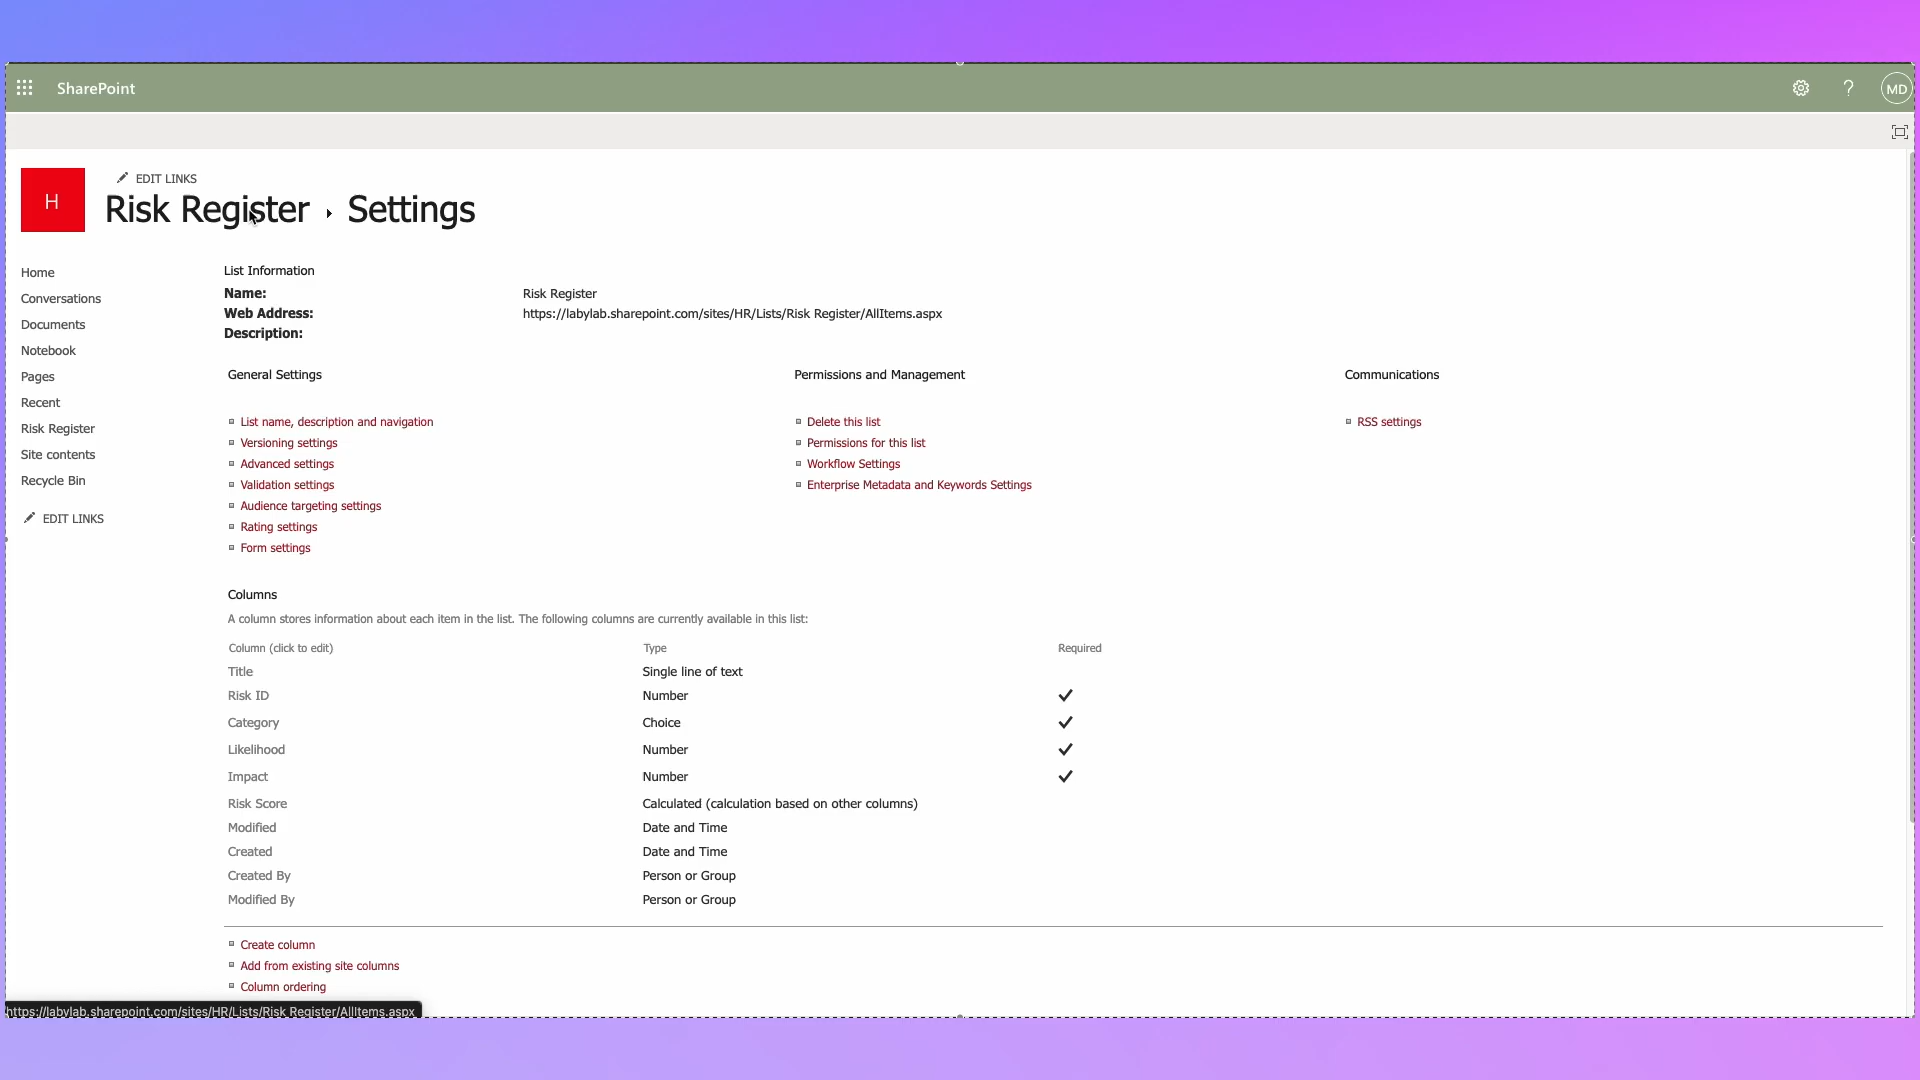 SharePoint
?
MD
H
EDIT LINKS
Risk Register Settings
Home
Conversations
Documents
Notebook
Pages
Recent
Risk Register
Site contents
Recycle Bin
EDIT LINKS
List Information
Name: Risk Register
Web Address: https://labylab.sharepoint.com/sites/HR/Lists/Risk Register/AllItems.aspx
Description:
General Settings
List name, description and navigation
Versioning settings
Advanced settings
Validation settings
Audience targeting settings
Rating settings
Form settings
Permissions and Management
Delete this list
Permissions for this list
Workflow Settings
Enterprise Metadata and Keywords Settings
Communications
RSS settings
Columns
A column stores information about each item in the list. The following columns are currently available in this list:
Column (click to edit) Type Required
Title Single line of text
Risk ID Number
Category Choice
Likelihood Number
Impact Number
Risk Score Calculated (calculation based on other columns)
Modified Date and Time
Created Date and Time
Created By Person or Group
Modified By Person or Group
Create column
Add from existing site columns
Column ordering
https://labylab.sharepoint.com/sites/HR/Lists/Risk Register/AllItems.aspx